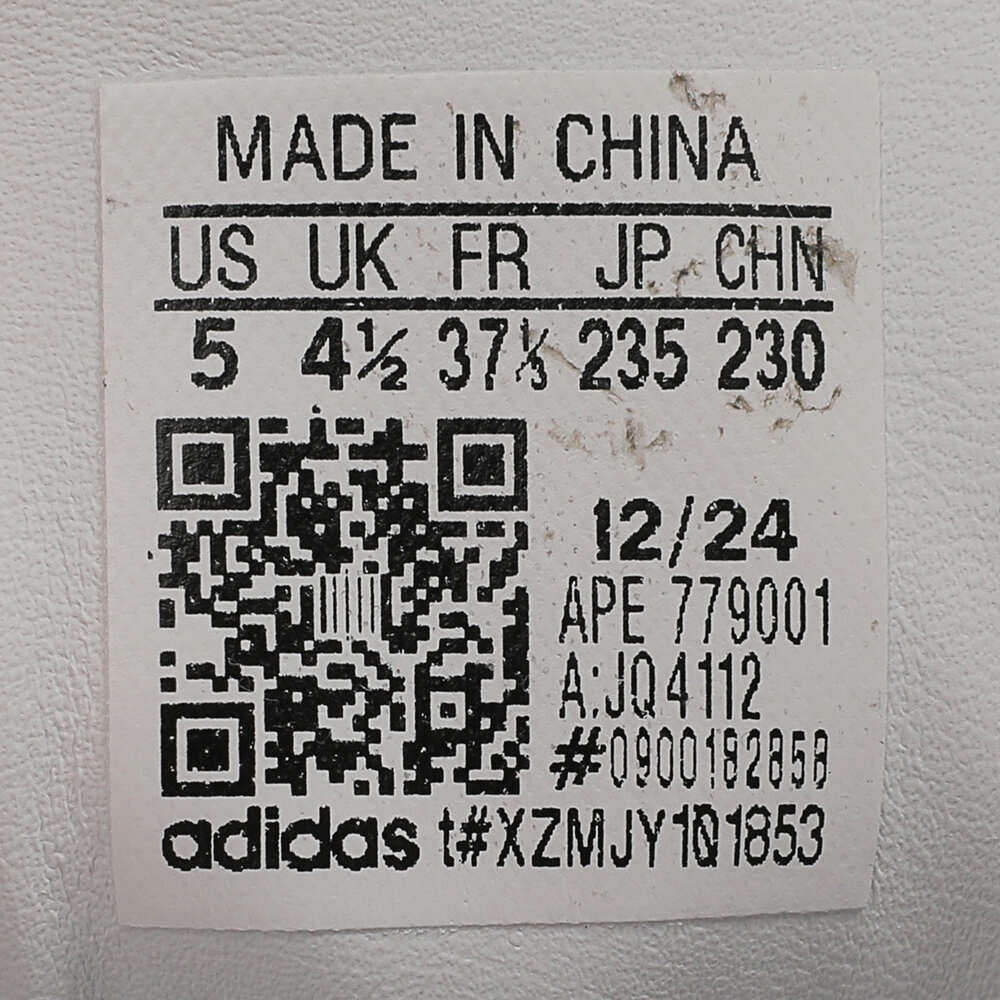 MADE IN CHINA
US UK FR JP CHN
5 4½ 37⅓ 235 230
12/24
APE 779001
A:JQ4112
#0900182858
adidas t#XZMJY101853